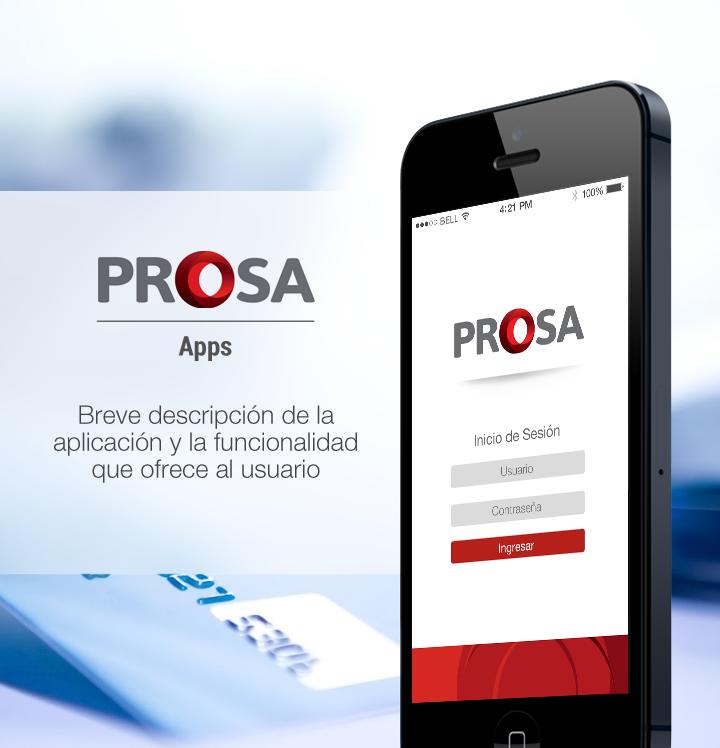 PROSA
Apps
Breve descripción de la
aplicación y la funcionalidad
que ofrece al usuario
BELL
4:21 PM
100%
PROSA
Inicio de Sesión
Usuario
Contraseña
Ingresar